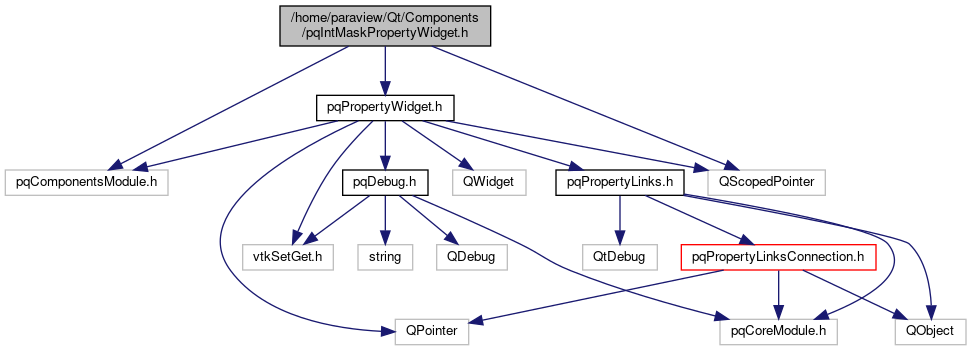 /home/paraview/Qt/Components
/pqIntMaskPropertyWidget.h
pqPropertyWidget.h
pqComponentsModule.h
pqDebug.h
QWidget
pqPropertyLinks.h
QScopedPointer
vtkSetGet.h
string
QDebug
QtDebug
pqPropertyLinksConnection.h
QPointer
pqCoreModule.h
QObject